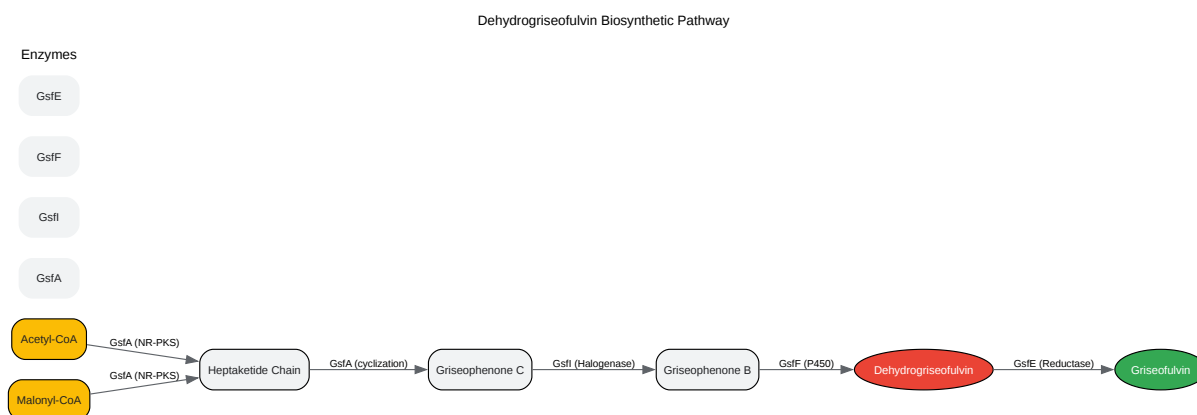 Dehydrogriseofulvin Biosynthetic Pathway
Enzymes
GsfE
GsfF
GsfI
GsfA
Acetyl-CoA
GsfA (NR-PKS)
Malonyl-CoA
GsfA (NR-PKS)
Heptaketide Chain
GsfA (cyclization)
Griseophenone C
GsfI (Halogenase)
Griseophenone B
GsfF (P450)
Dehydrogriseofulvin
GsfE (Reductase)
Griseofulvin